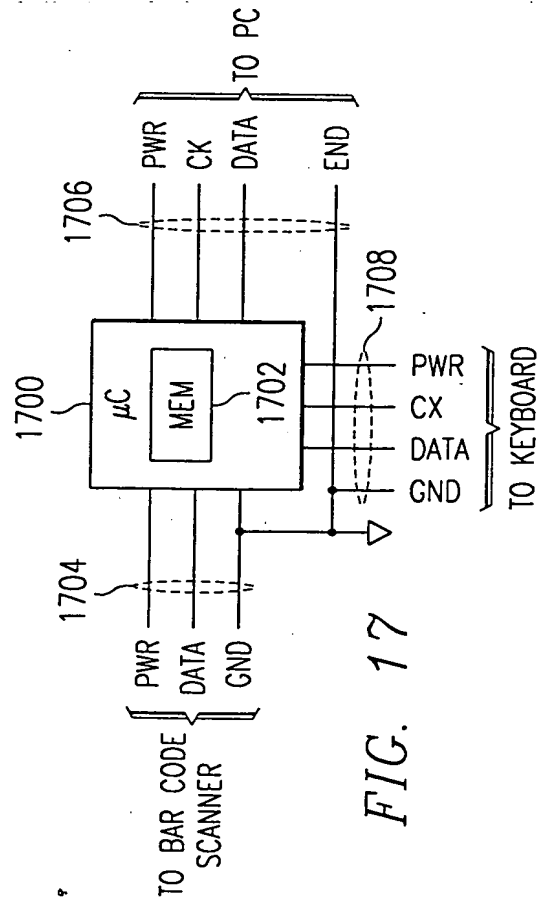 1700
1706
μC
MEM
1702
1704
PWR
DATA
GND
TO BAR CODE
SCANNER
PWR
CK
DATA
END
TO PC
1708
PWR
CX
DATA
GND
TO KEYBOARD
FIG. 17